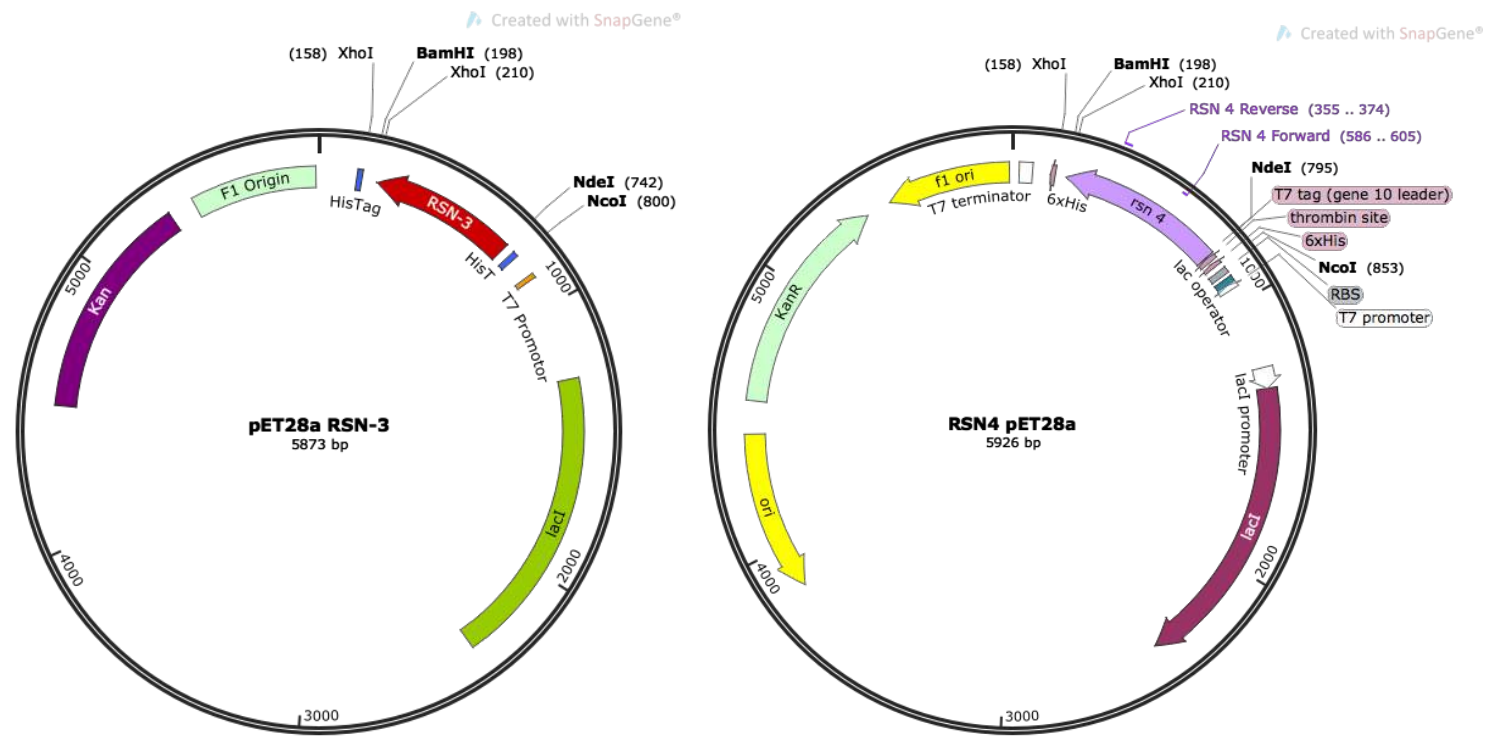 Created with SnapGene®
(158) XhoI
BamHI (198)
XhoI (210)
NdeI (742)
NcoI (800)
F1 Origin
HisTag
RSN-3
HisT
T7 Promotor
Kan
lacI
1000
2000
3000
4000
5000
pET28a RSN-3
5873 bp
Created with SnapGene®
(158) XhoI
BamHI (198)
XhoI (210)
RSN 4 Reverse (355 .. 374)
RSN 4 Forward (586 .. 605)
NdeI (795)
T7 tag (gene 10 leader)
thrombin site
6xHis
NcoI (853)
RBS
T7 promoter
f1 ori
T7 terminator
6xHis
rsn 4
lac operator
lacI promoter
lacI
KanR
ori
1000
2000
3000
4000
5000
RSN4 pET28a
5926 bp